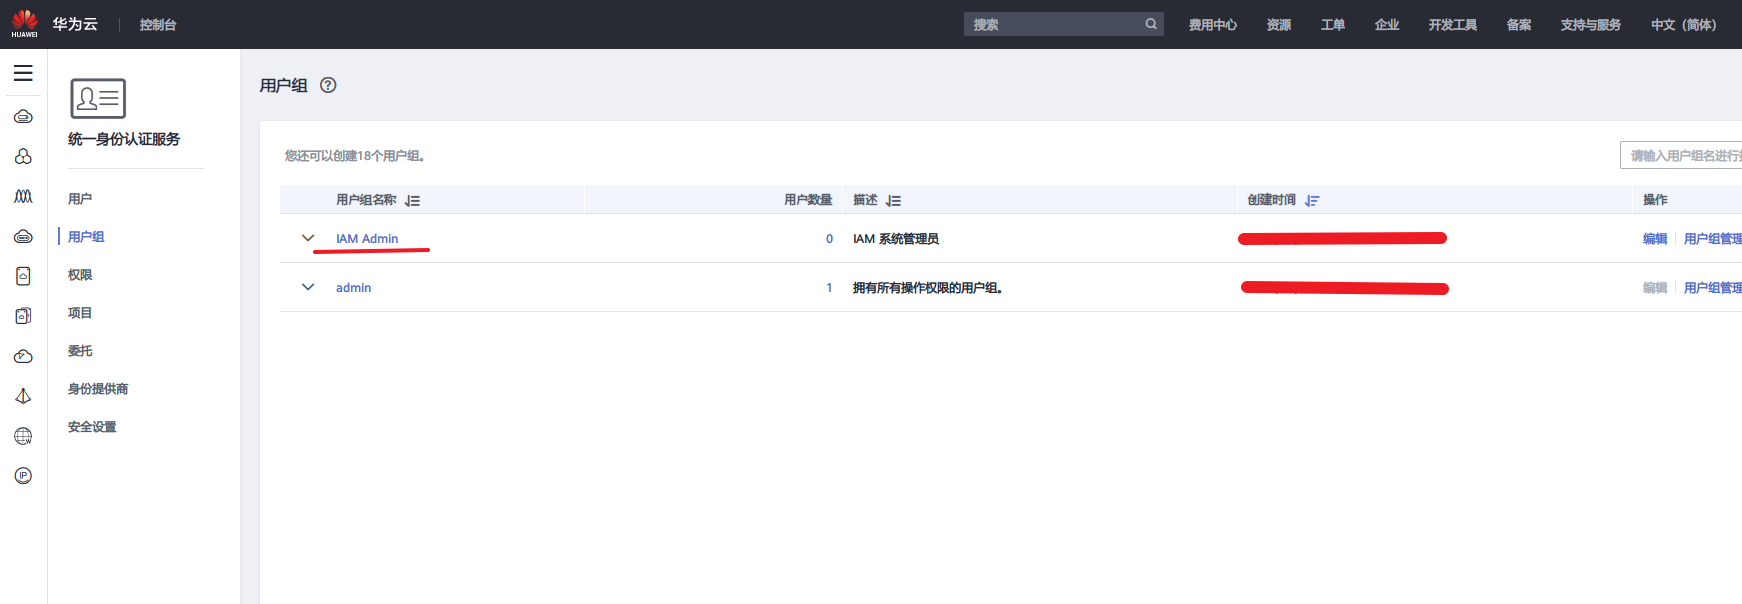 HUAWEI
华为云
控制台
搜索
费用中心
资源
工单
企业
开发工具
备案
支持与服务
中文（简体）
统一身份认证服务
用户
用户组
权限
项目
委托
身份提供商
安全设置
用户组 ?
您还可以创建18个用户组。
请输入用户组名进行
用户组名称 用户数量 描述 创建时间 操作
IAM Admin 0 IAM 系统管理员 编辑 用户组管理
admin 1 拥有所有操作权限的用户组。 编辑 用户组管理
W
IP